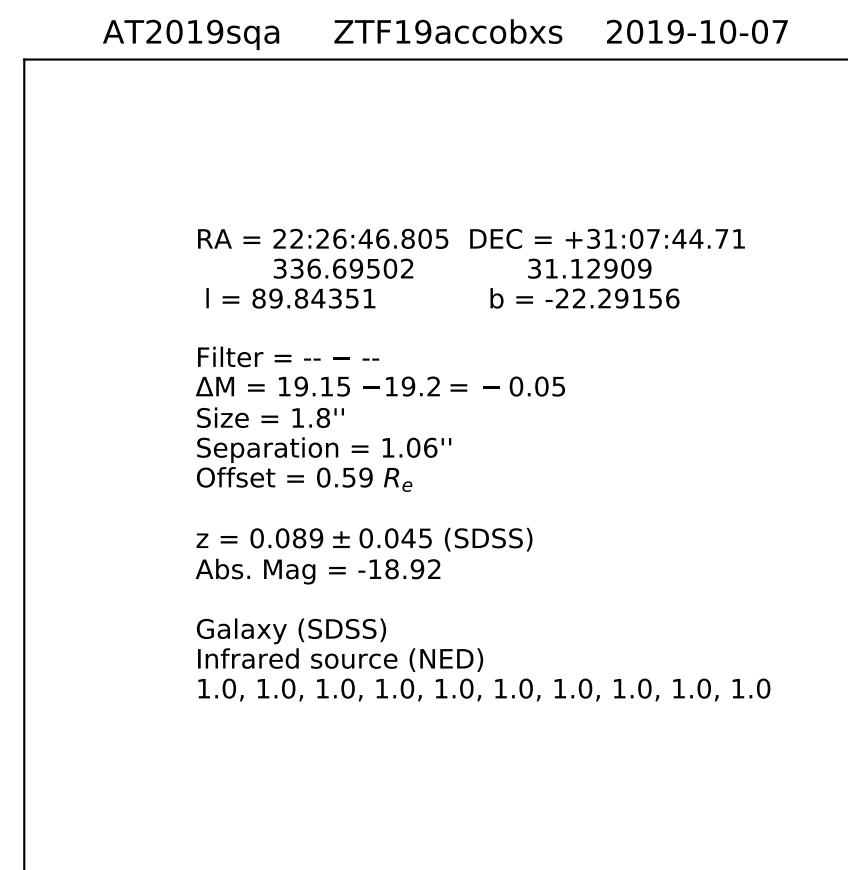 AT2019sqa ZTF19accobxs 2019-10-07
RA = 22:26:46.805 DEC = +31:07:44.71
336.69502 31.12909
l = 89.84351 b = -22.29156
Filter = -- − --
ΔM = 19.15 −19.2 = − 0.05
Size = 1.8''
Separation = 1.06''
Offset = 0.59 Re
z = 0.089 ± 0.045 (SDSS)
Abs. Mag = -18.92
Galaxy (SDSS)
Infrared source (NED)
1.0, 1.0, 1.0, 1.0, 1.0, 1.0, 1.0, 1.0, 1.0, 1.0